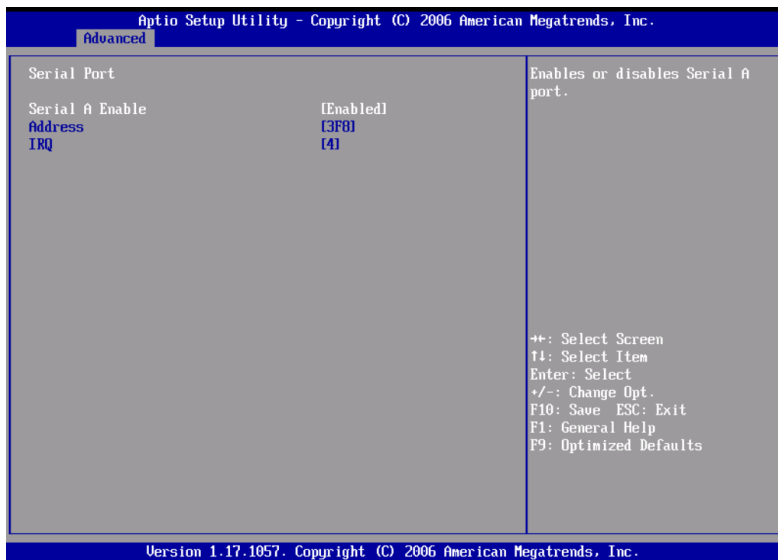 Aptio Setup Utility - Copyright (C) 2006 American Megatrends, Inc.
Advanced
Serial Port
Serial A Enable [Enabled]
Address [3F8]
IRQ [4]
Enables or disables Serial A
port.
→←: Select Screen
↑↓: Select Item
Enter: Select
+/-: Change Opt.
F10: Save ESC: Exit
F1: General Help
F9: Optimized Defaults
Version 1.17.1057. Copyright (C) 2006 American Megatrends, Inc.